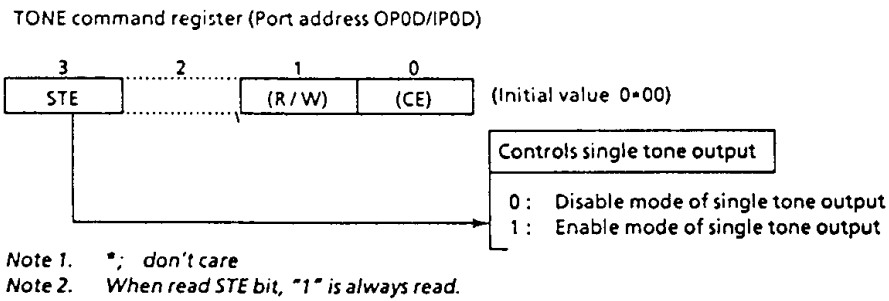 TONE command register (Port address OP0D/IP0D)
3 2 1 0
STE (R/W) (CE) (Initial value 0*00)
Controls single tone output
0 : Disable mode of single tone output
1 : Enable mode of single tone output
Note 1. *; don't care
Note 2. When read STE bit, "1" is always read.